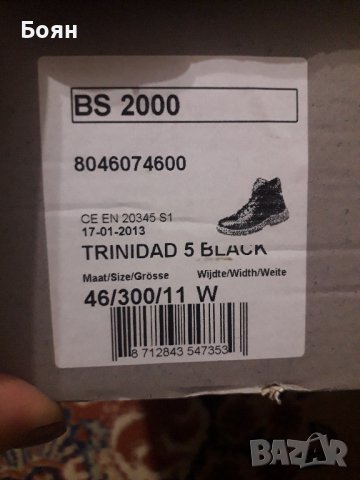 Боян
BS 2000
8046074600
CE EN 20345 S1
17-01-2013
TRINIDAD 5 BLACK
Maat/Size/Grösse Wijdte/Width/Weite
46/300/11 W
8 712843 547353
BAZAR